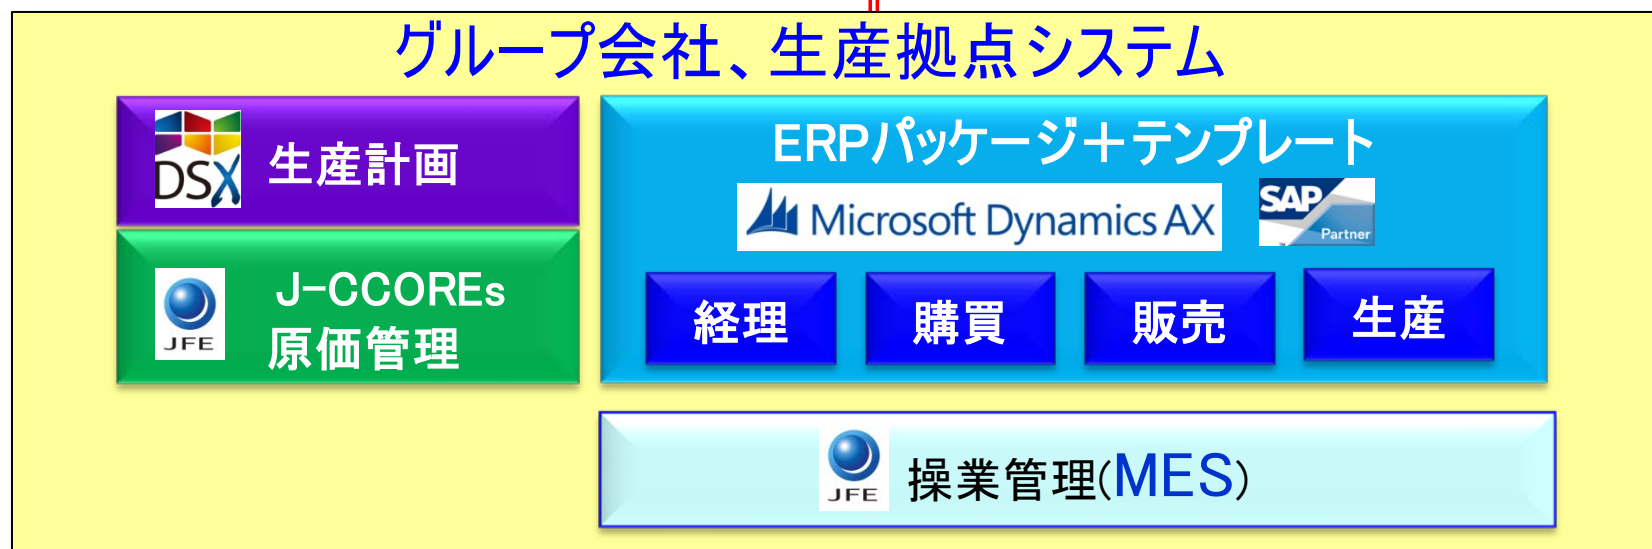 グループ会社、生産拠点システム
DSX
生産計画
ERPパッケージ＋テンプレート
Microsoft Dynamics AX
SAP
Partner
J-CCOREs
JFE
原価管理
経理
購買
販売
生産
JFE
操業管理(MES)